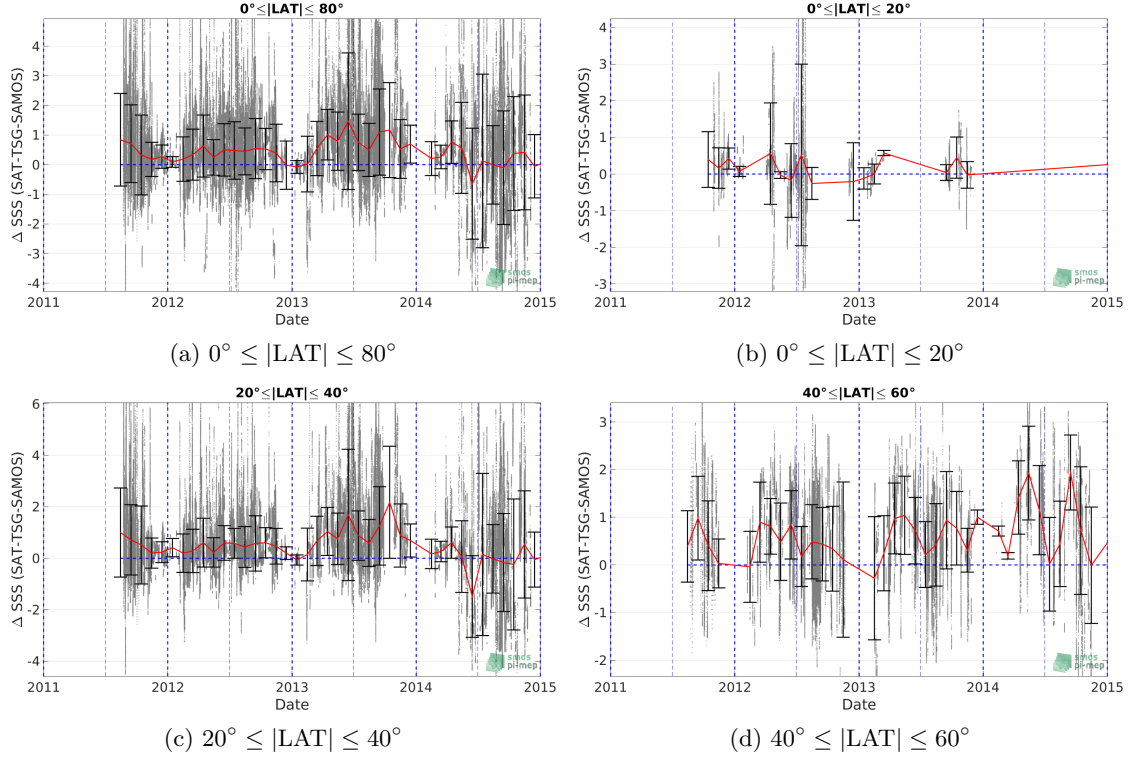 0°≤|LAT|≤ 80°
Δ SSS (SAT-TSG-SAMOS)
4
3
2
1
0
-1
-2
-3
-4
2011 2012 2013 2014 2015
Date
smos
pi-mep
(a) 0° ≤ |LAT| ≤ 80°
0°≤|LAT|≤ 20°
Δ SSS (SAT-TSG-SAMOS)
4
3
2
1
0
-1
-2
-3
2011 2012 2013 2014 2015
Date
smos
pi-mep
(b) 0° ≤ |LAT| ≤ 20°
20°≤|LAT|≤ 40°
Δ SSS (SAT-TSG-SAMOS)
6
4
2
0
-2
-4
2011 2012 2013 2014 2015
Date
smos
pi-mep
(c) 20° ≤ |LAT| ≤ 40°
40°≤|LAT|≤ 60°
Δ SSS (SAT-TSG-SAMOS)
3
2
1
0
-1
-2
2011 2012 2013 2014 2015
Date
smos
pi-mep
(d) 40° ≤ |LAT| ≤ 60°